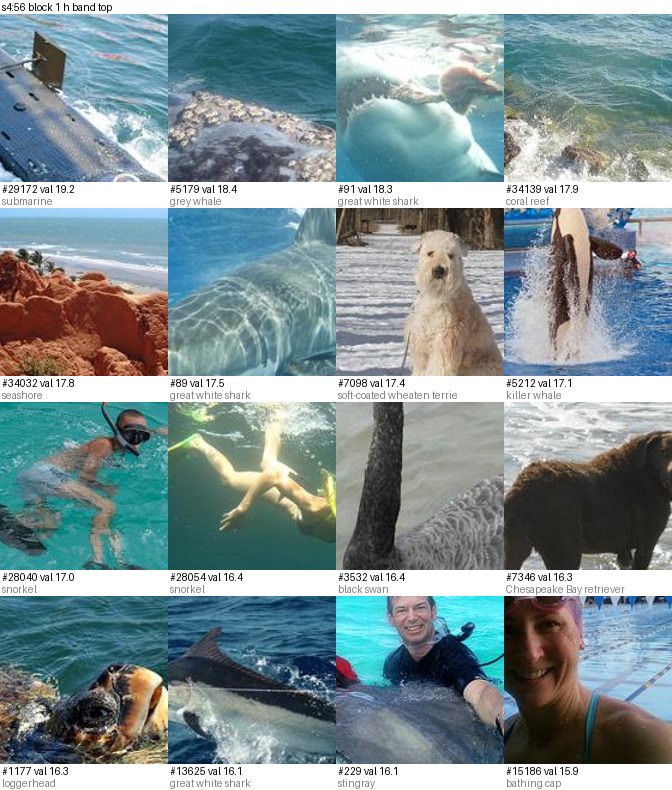 s4:56 block 1 h band top
#29172 val 19.2
submarine
#5179 val 18.4
grey whale
#91 val 18.3
great white shark
#34139 val 17.9
coral reef
#34032 val 17.8
seashore
#89 val 17.5
great white shark
#7098 val 17.4
soft-coated wheaten terrie
#5212 val 17.1
killer whale
#28040 val 17.0
snorkel
#28054 val 16.4
snorkel
#3532 val 16.4
black swan
#7346 val 16.3
Chesapeake Bay retriever
#1177 val 16.3
loggerhead
#13625 val 16.1
great white shark
#229 val 16.1
stingray
#15186 val 15.9
bathing cap